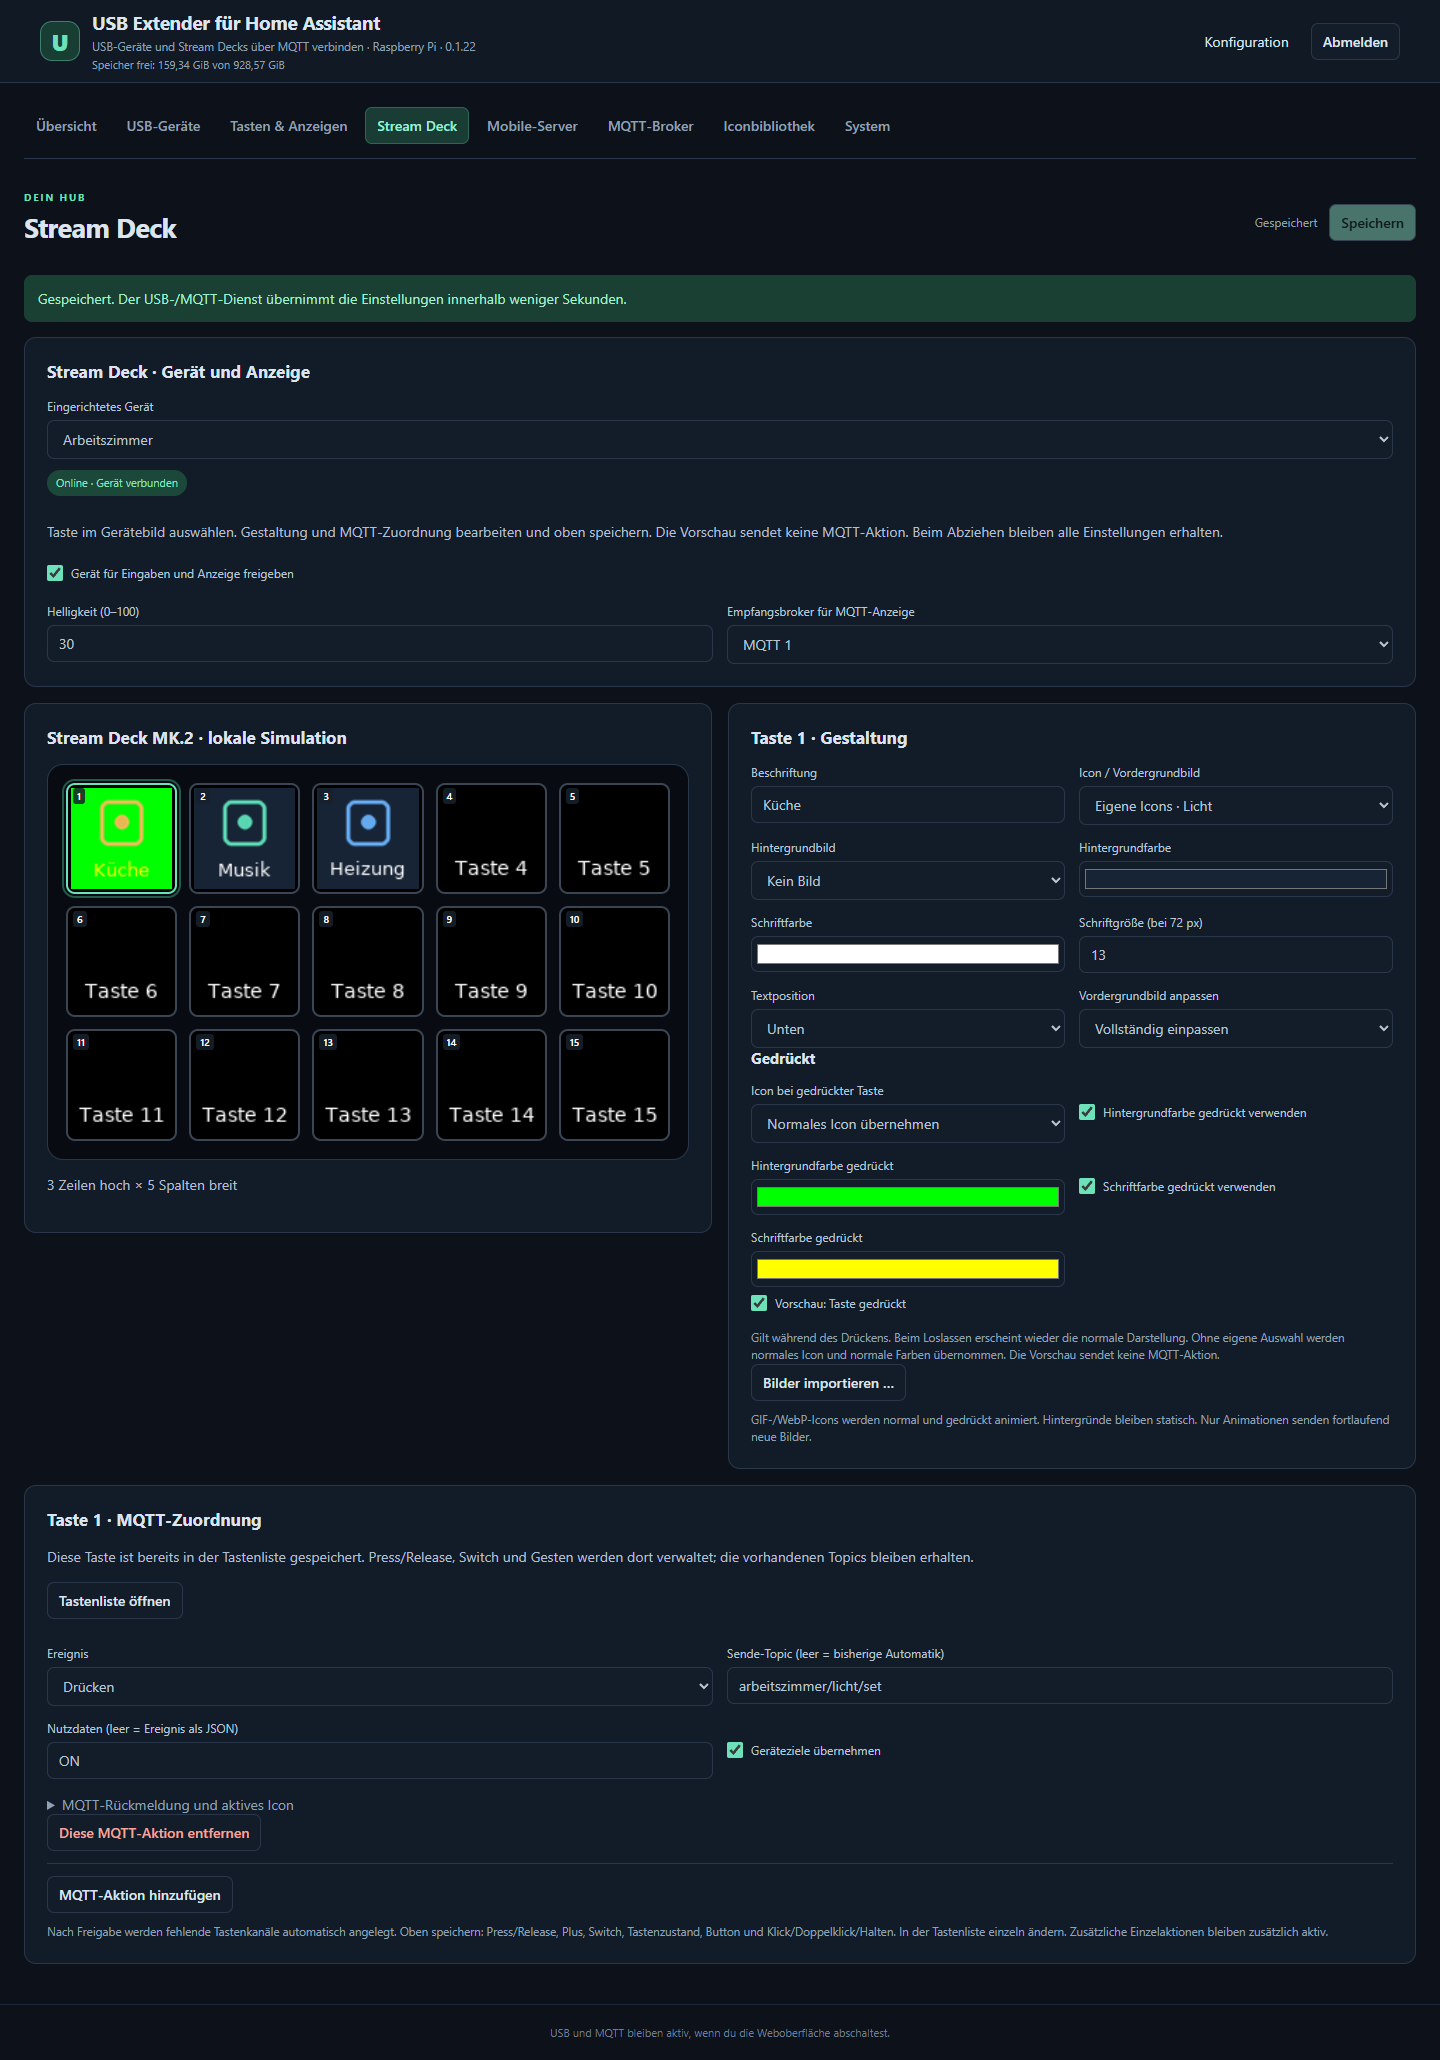 U
USB Extender für Home Assistant
USB-Geräte und Stream Decks über MQTT verbinden · Raspberry Pi · 0.1.22
Speicher frei: 159,34 GiB von 928,57 GiB
Konfiguration
Abmelden
Übersicht
USB-Geräte
Tasten & Anzeigen
Stream Deck
Mobile-Server
MQTT-Broker
Iconbibliothek
System
DEIN HUB
Stream Deck
Gespeichert
Speichern
Gespeichert. Der USB-/MQTT-Dienst übernimmt die Einstellungen innerhalb weniger Sekunden.
Stream Deck · Gerät und Anzeige
Eingerichtetes Gerät
Arbeitszimmer
Online · Gerät verbunden
Taste im Gerätebild auswählen. Gestaltung und MQTT-Zuordnung bearbeiten und oben speichern. Die Vorschau sendet keine MQTT-Aktion. Beim Abziehen bleiben alle Einstellungen erhalten.
Gerät für Eingaben und Anzeige freigeben
Helligkeit (0–100)
30
Empfangsbroker für MQTT-Anzeige
MQTT 1
Stream Deck MK.2 · lokale Simulation
1
Küche
2
Musik
3
Heizung
4
Taste 4
5
Taste 5
6
Taste 6
7
Taste 7
8
Taste 8
9
Taste 9
10
Taste 10
11
Taste 11
12
Taste 12
13
Taste 13
14
Taste 14
15
Taste 15
3 Zeilen hoch × 5 Spalten breit
Taste 1 · Gestaltung
Beschriftung
Küche
Icon / Vordergrundbild
Eigene Icons · Licht
Hintergrundbild
Kein Bild
Hintergrundfarbe
Schriftfarbe
Schriftgröße (bei 72 px)
13
Textposition
Unten
Vordergrundbild anpassen
Vollständig einpassen
Gedrückt
Icon bei gedrückter Taste
Normales Icon übernehmen
Hintergrundfarbe gedrückt verwenden
Hintergrundfarbe gedrückt
Schriftfarbe gedrückt verwenden
Schriftfarbe gedrückt
Vorschau: Taste gedrückt
Gilt während des Drückens. Beim Loslassen erscheint wieder die normale Darstellung. Ohne eigene Auswahl werden
normales Icon und normale Farben übernommen. Die Vorschau sendet keine MQTT-Aktion.
Bilder importieren ...
GIF-/WebP-Icons werden normal und gedrückt animiert. Hintergründe bleiben statisch. Nur Animationen senden fortlaufend
neue Bilder.
Taste 1 · MQTT-Zuordnung
Diese Taste ist bereits in der Tastenliste gespeichert. Press/Release, Switch und Gesten werden dort verwaltet; die vorhandenen Topics bleiben erhalten.
Tastenliste öffnen
Ereignis
Drücken
Sende-Topic (leer = bisherige Automatik)
arbeitszimmer/licht/set
Nutzdaten (leer = Ereignis als JSON)
ON
Geräteziele übernehmen
MQTT-Rückmeldung und aktives Icon
Diese MQTT-Aktion entfernen
MQTT-Aktion hinzufügen
Nach Freigabe werden fehlende Tastenkanäle automatisch angelegt. Oben speichern: Press/Release, Plus, Switch, Tastenzustand, Button und Klick/Doppelklick/Halten. In der Tastenliste einzeln ändern. Zusätzliche Einzelaktionen bleiben zusätzlich aktiv.
USB und MQTT bleiben aktiv, wenn du die Weboberfläche abschaltest.